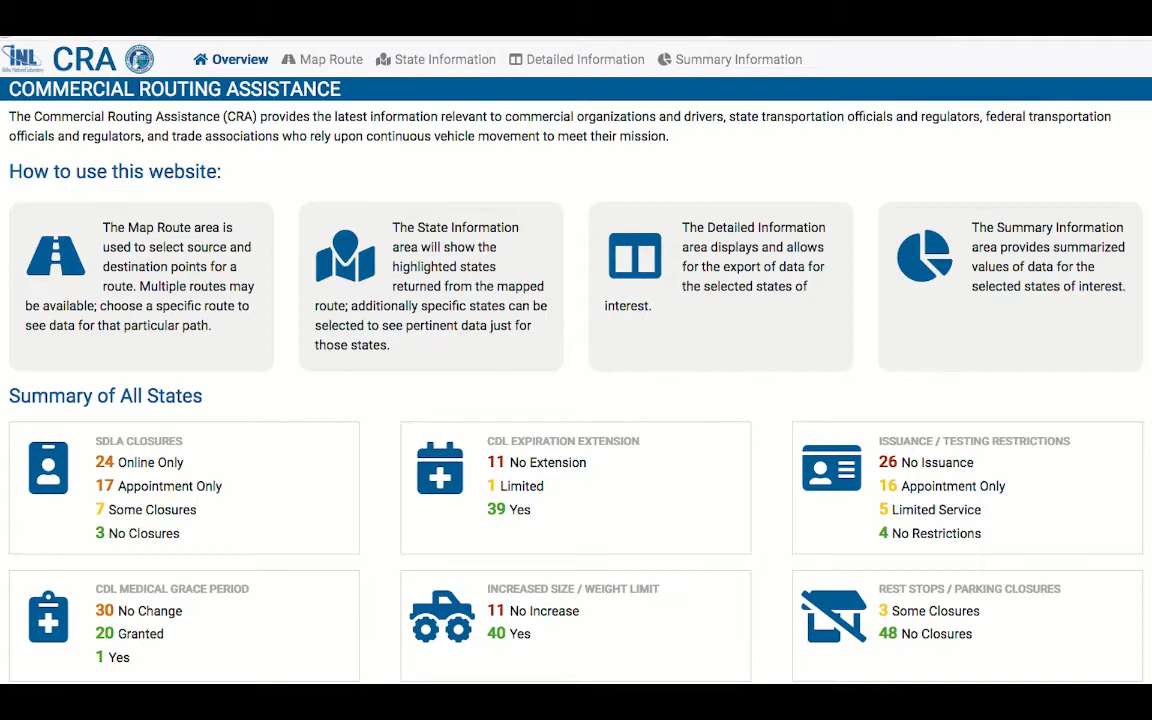 INL
Idaho National Laboratory
CRA
Overview
Map Route
State Information
Detailed Information
Summary Information
COMMERCIAL ROUTING ASSISTANCE
The Commercial Routing Assistance (CRA) provides the latest information relevant to commercial organizations and drivers, state transportation officials and regulators, federal transportation
officials and regulators, and trade associations who rely upon continuous vehicle movement to meet their mission.
How to use this website:
The Map Route area is
used to select source and
destination points for a
route. Multiple routes may
be available; choose a specific route to
see data for that particular path.
The State Information
area will show the
highlighted states
returned from the mapped
route; additionally specific states can be
selected to see pertinent data just for
those states.
The Detailed Information
area displays and allows
for the export of data for
the selected states of
interest.
The Summary Information
area provides summarized
values of data for the
selected states of interest.
Summary of All States
SDLA CLOSURES
24 Online Only
17 Appointment Only
7 Some Closures
3 No Closures
CDL EXPIRATION EXTENSION
11 No Extension
1 Limited
39 Yes
ISSUANCE / TESTING RESTRICTIONS
26 No Issuance
16 Appointment Only
5 Limited Service
4 No Restrictions
CDL MEDICAL GRACE PERIOD
30 No Change
20 Granted
1 Yes
INCREASED SIZE / WEIGHT LIMIT
11 No Increase
40 Yes
REST STOPS / PARKING CLOSURES
3 Some Closures
48 No Closures